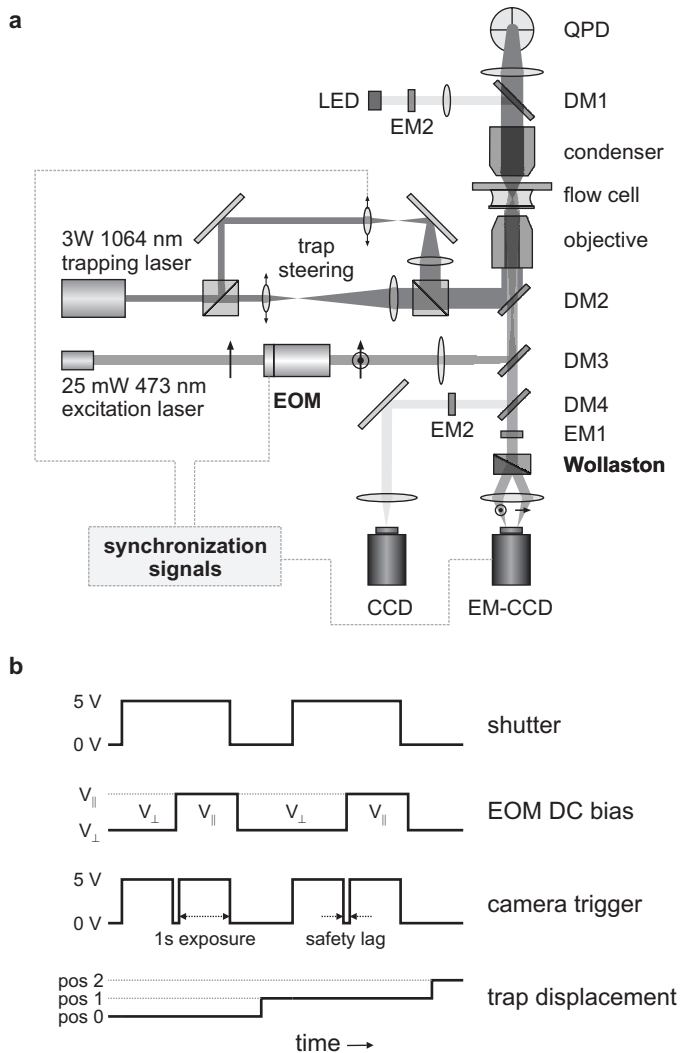 a
QPD
LED
DM1
EM2
condenser
flow cell
3W 1064 nm
trapping laser
trap
steering
objective
DM2
DM3
25 mW 473 nm
excitation laser
EOM
EM2
DM4
EM1
Wollaston
synchronization
signals
CCD
EM-CCD
b
5 V
0 V
shutter
V∥
V⊥
V⊥
V∥
V⊥
V∥
EOM DC bias
5 V
0 V
1s exposure
safety lag
camera trigger
pos 2
pos 1
pos 0
trap displacement
time